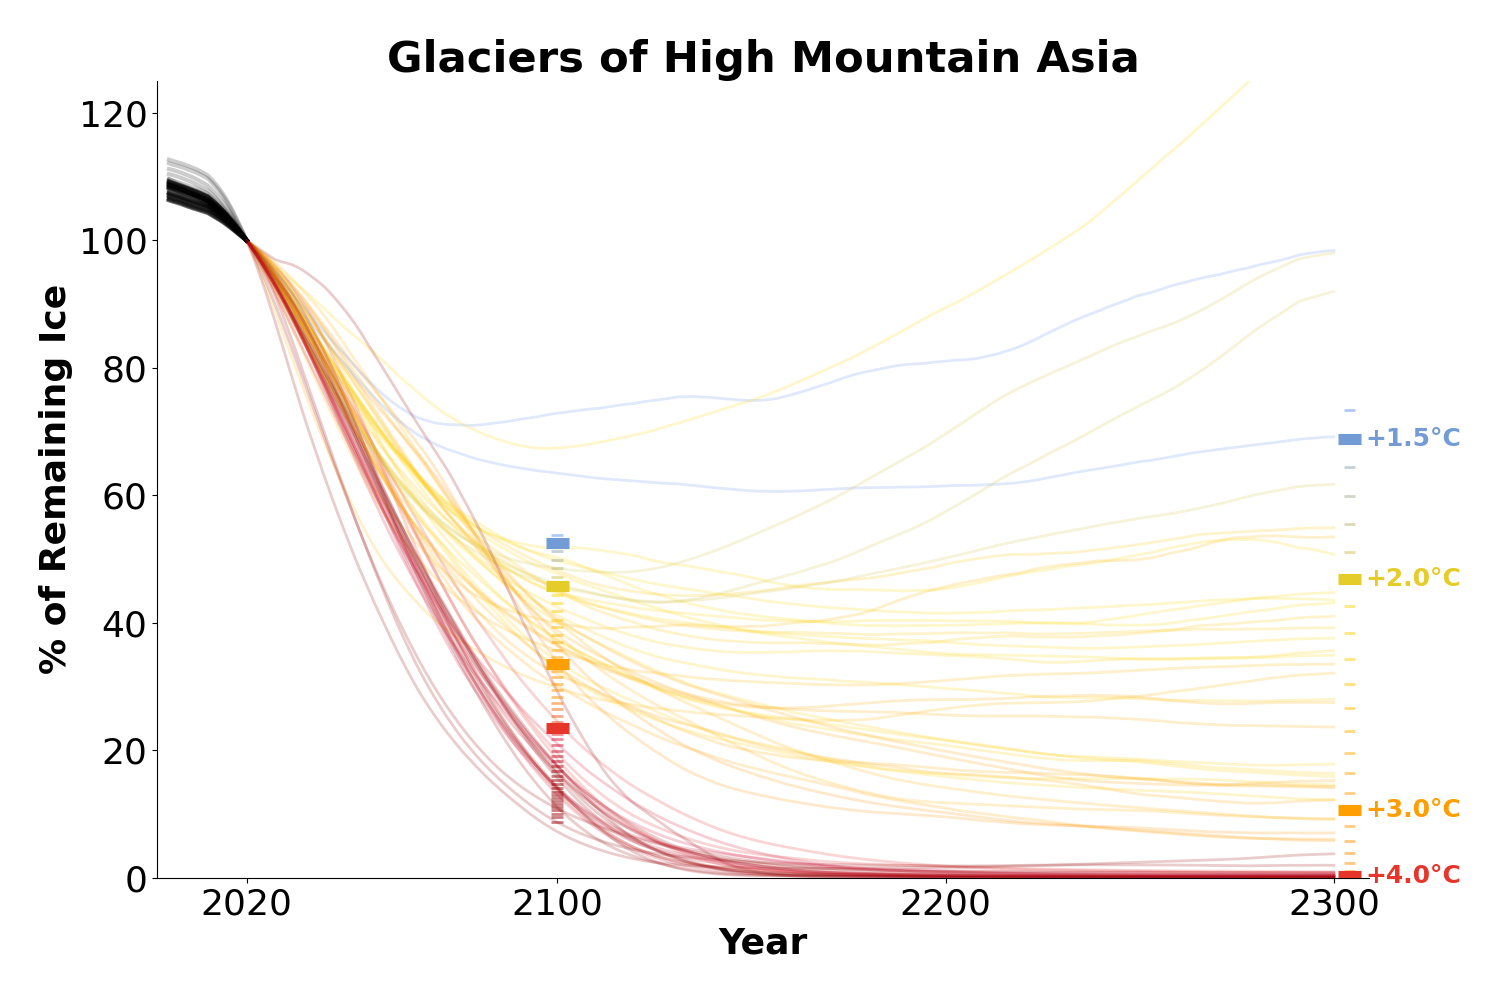 Glaciers of High Mountain Asia
% of Remaining Ice
120
100
80
60
40
20
0
+1.5°C
+2.0°C
+3.0°C
+4.0°C
2020 2100 2200 2300
Year